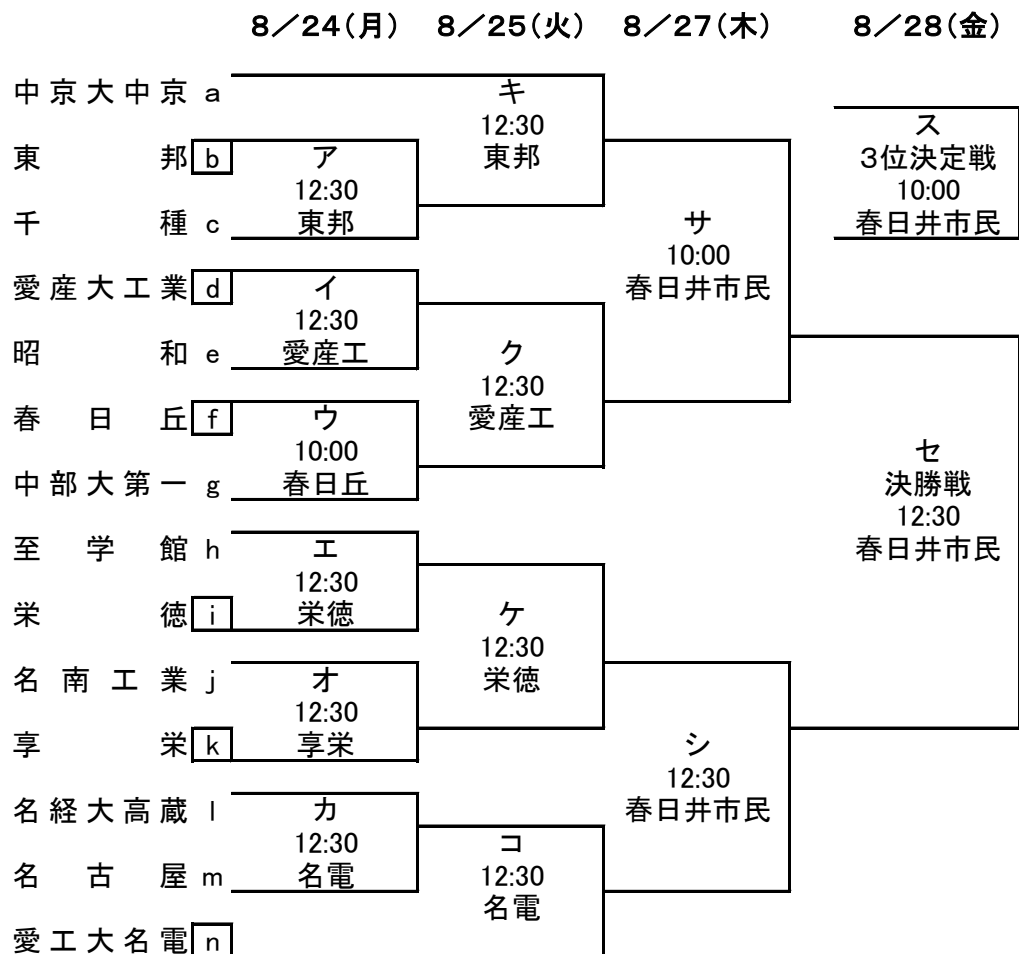 8／24(月) 8／25(火) 8／27(木) 8／28(金)
中京大中京 a
キ
12:30
東邦
ス
3位決定戦
10:00
春日井市民
東邦 b
ア
12:30
東邦
千種 c
サ
10:00
春日井市民
愛産大工業 d
イ
12:30
愛産工
昭和 e
ク
12:30
愛産工
春日丘 f
ウ
10:00
春日丘
中部大第一 g
セ
決勝戦
12:30
春日井市民
至学館 h
エ
12:30
栄徳
栄徳 i
ケ
12:30
栄徳
名南工業 j
オ
12:30
享栄
享栄 k
シ
12:30
春日井市民
名経大高蔵 l
カ
12:30
名電
名古屋 m
コ
12:30
名電
愛工大名電 n